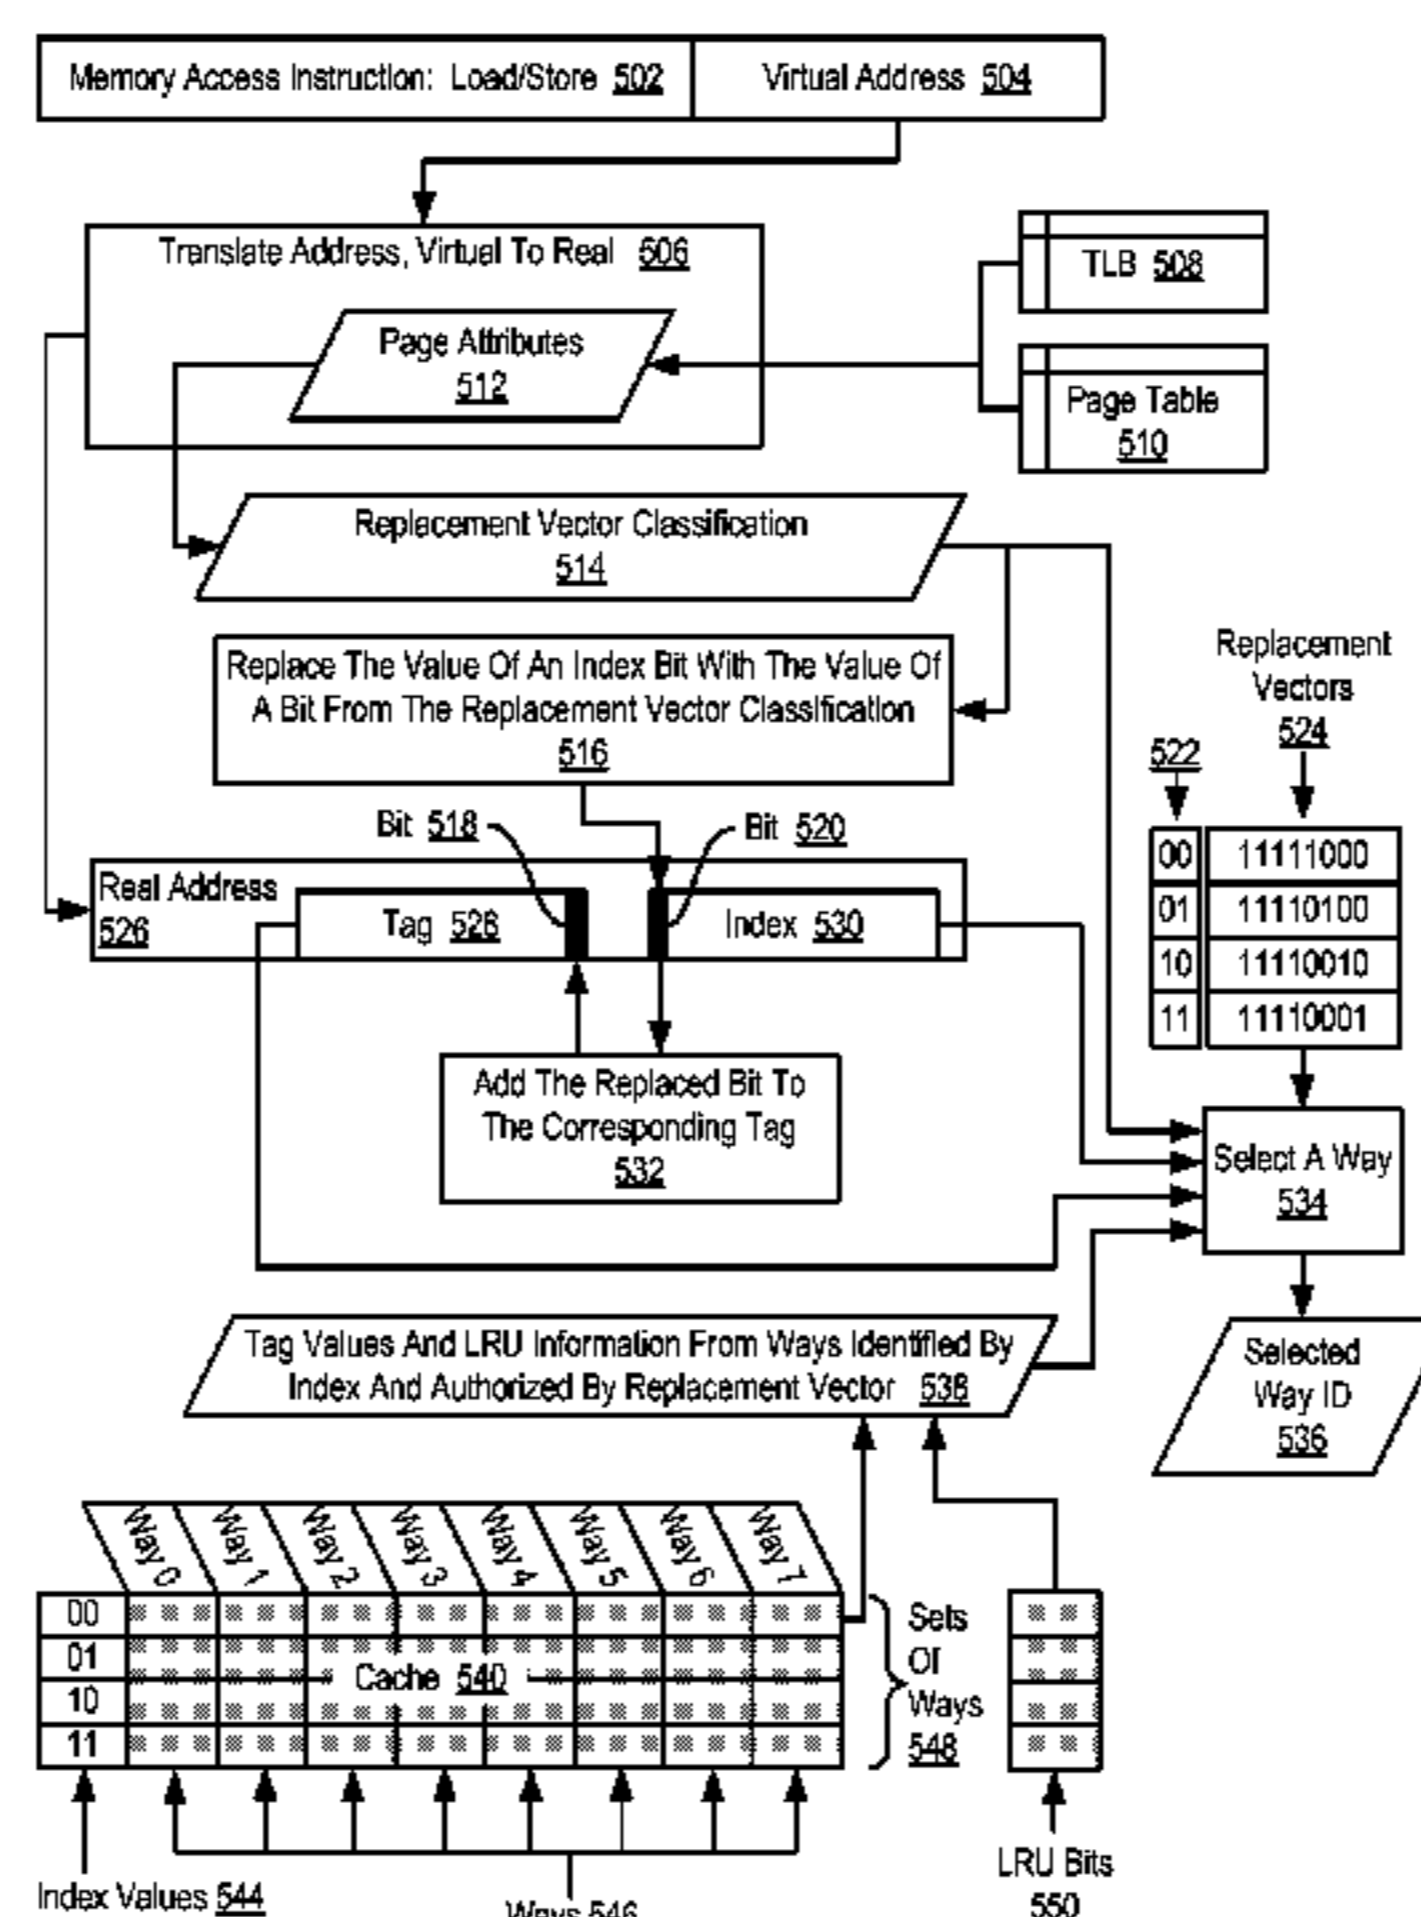 Memory Access Instruction: Load/Store 502
Virtual Address 504
Translate Address, Virtual To Real 506
TLB 508
Page Attributes
512
Page Table
510
Replacement Vector Classification
514
Replace The Value Of An Index Bit With The Value Of
A Bit From The Replacement Vector Classification
516
Replacement
Vectors
524
522
Bit 518
Bit 520
00 11111000
01 11110100
10 11110010
11 11110001
Real Address
526
Tag 528
Index 530
Add The Replaced Bit To
The Corresponding Tag
532
Select A Way
534
Tag Values And LRU Information From Ways Identified By
Index And Authorized By Replacement Vector 538
Selected
Way ID
536
Way 0
Way 1
Way 2
Way 3
Way 4
Way 5
Way 6
Way 7
00
01
10
11
Cache 540
Sets
Of
Ways
548
Index Values 544
Ways 546
LRU Bits
550